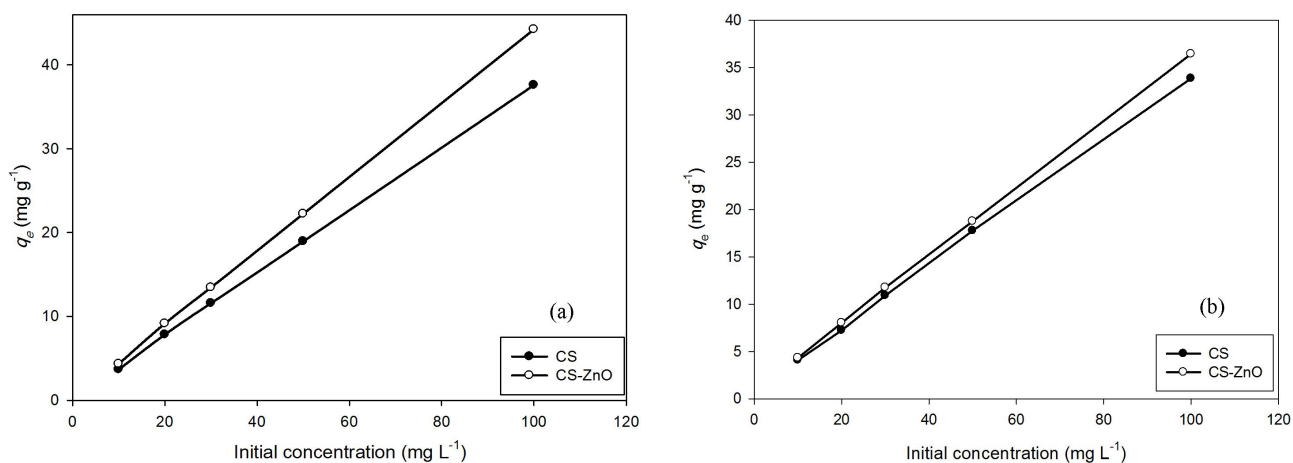 40
30
20
10
0
qₑ (mg g⁻¹)
0 20 40 60 80 100 120
Initial concentration (mg L⁻¹)
(a)
CS
CS-ZnO
40
35
30
25
20
15
10
5
0
qₑ (mg g⁻¹)
0 20 40 60 80 100 120
Initial concentration (mg L⁻¹)
(b)
CS
CS-ZnO